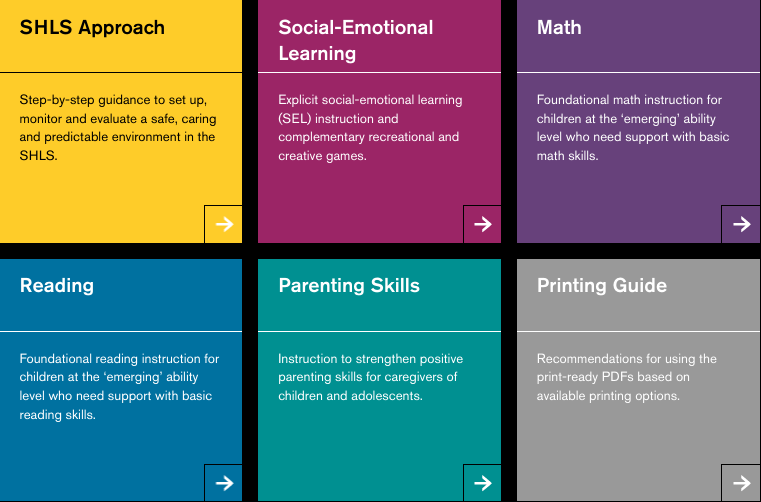 SHLS Approach
Step-by-step guidance to set up,
monitor and evaluate a safe, caring
and predictable environment in the
SHLS.
Social-Emotional
Learning
Explicit social-emotional learning
(SEL) instruction and
complementary recreational and
creative games.
Math
Foundational math instruction for
children at the ‘emerging’ ability
level who need support with basic
math skills.
Reading
Foundational reading instruction for
children at the ‘emerging’ ability
level who need support with basic
reading skills.
Parenting Skills
Instruction to strengthen positive
parenting skills for caregivers of
children and adolescents.
Printing Guide
Recommendations for using the
print-ready PDFs based on
available printing options.